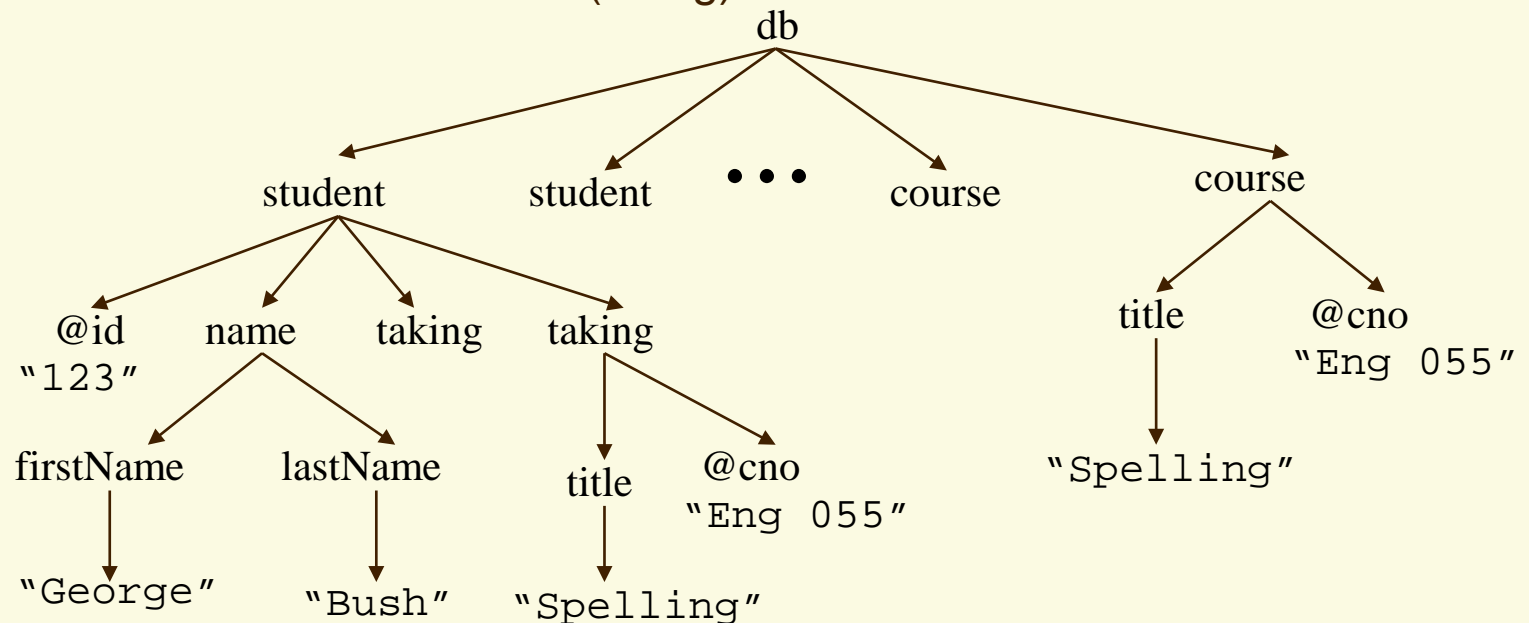 db
student student • • • course course
@id name taking taking title @cno
“123” “Eng 055”
firstName lastName title @cno “Spelling”
“Eng 055”
“George” “Bush” “Spelling”